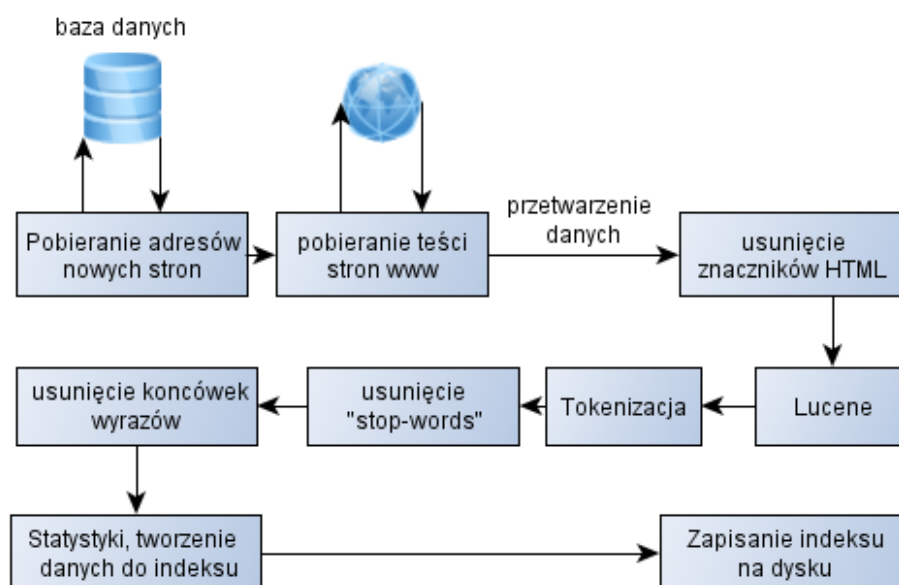 baza danych
Pobieranie adresów
nowych stron
pobieranie teści
stron www
przetwarzenie
danych
usunięcie
znaczników HTML
Lucene
Tokenizacja
usunięcie
"stop-words"
usunięcie koncówek
wyrazów
Statystyki, tworzenie
danych do indeksu
Zapisanie indeksu
na dysku